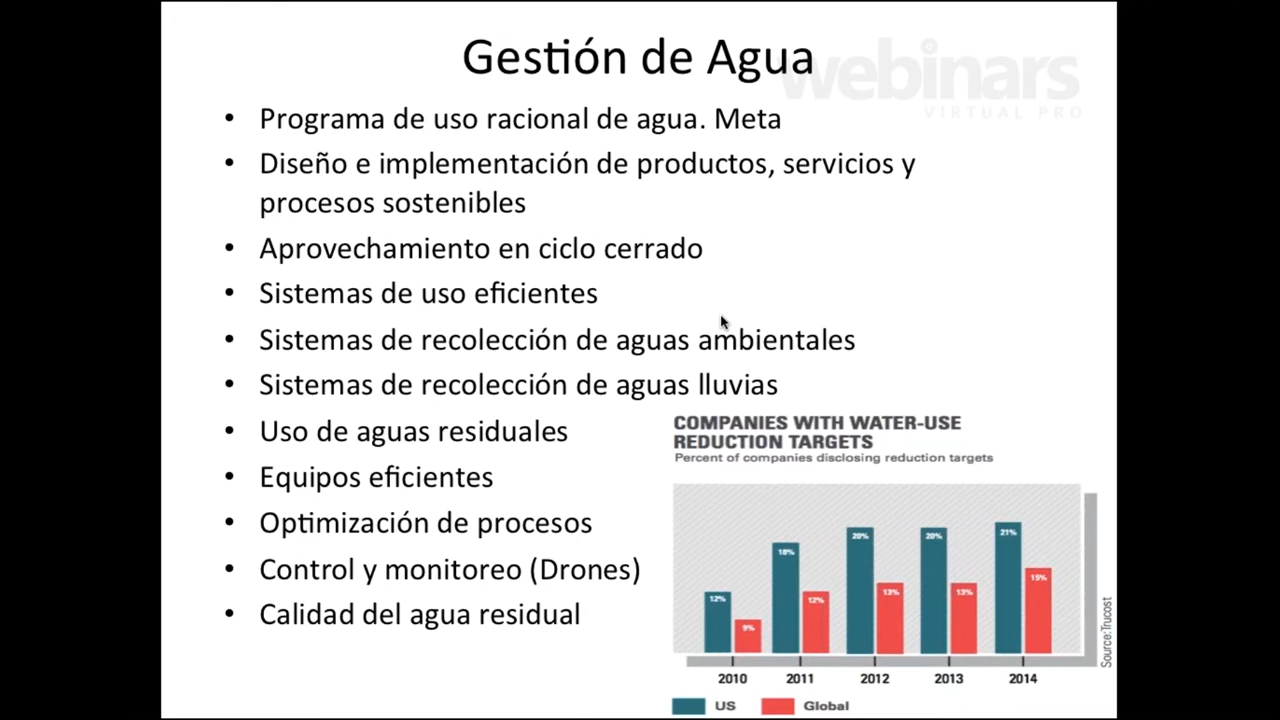 Gestión de Agua
webinars
VIRTUAL PRO
• Programa de uso racional de agua. Meta
• Diseño e implementación de productos, servicios y
procesos sostenibles
• Aprovechamiento en ciclo cerrado
• Sistemas de uso eficientes
• Sistemas de recolección de aguas ambientales
• Sistemas de recolección de aguas lluvias
• Uso de aguas residuales
• Equipos eficientes
• Optimización de procesos
• Control y monitoreo (Drones)
• Calidad del agua residual
COMPANIES WITH WATER-USE
REDUCTION TARGETS
Percent of companies disclosing reduction targets
12% 9% 18% 12% 20% 13% 20% 13% 21% 15%
2010 2011 2012 2013 2014
US Global
Source:Trucost